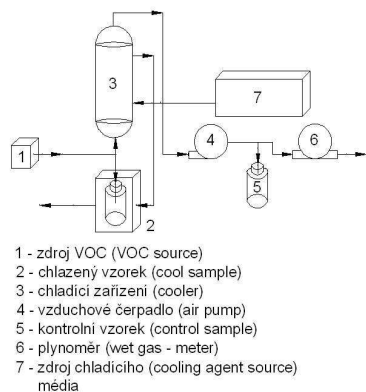 3
7
1
4
6
5
2
1 - zdroj VOC (VOC source)
2 - chlazený vzorek (cool sample)
3 - chladící zařízení (cooler)
4 - vzduchové čerpadlo (air pump)
5 - kontrolní vzorek (control sample)
6 - plynoměr (wet gas - meter)
7 - zdroj chladicího (cooling agent source)
média